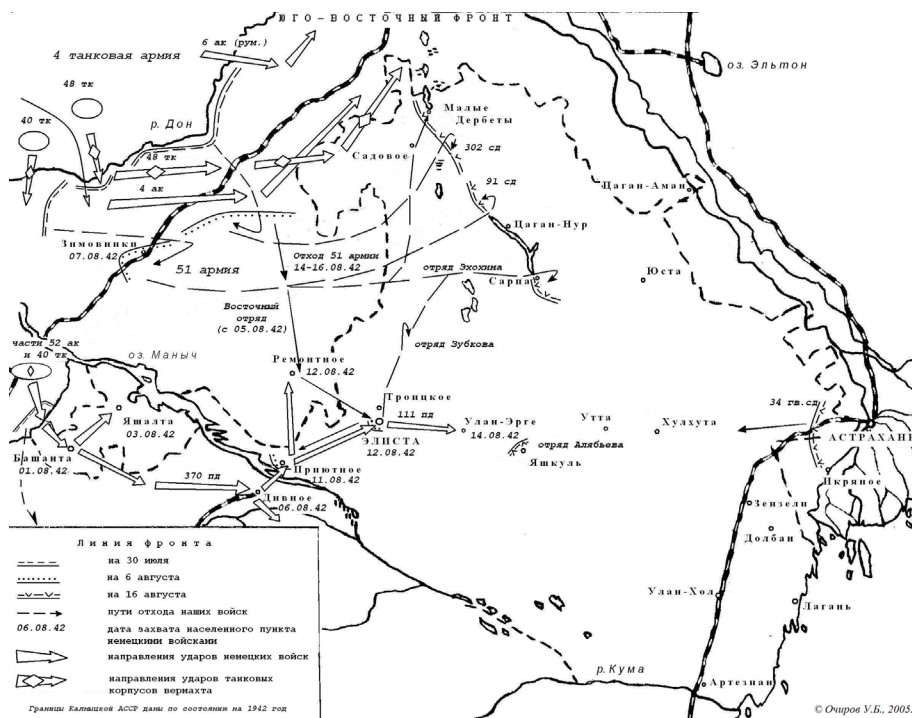 ЮГО-ВОСТОЧНЫЙ ФРОНТ
6 ак (рум.)
4 танковая армия
оз. Эльтон
48 тк
40 тк
р. Дон
Малые
Дербеты
Садовое
302 сд
48 тк
4 ак
91 сд
Цаган-Аман
Цаган-Нур
Зимовники
07.08.42
51 армия
Отход 51 армии
14-16.08.42
отряд Эхохина
Сарпа
Юста
Восточный
отряд
(с 05.08.42)
отряд Зубкова
части 52 ак
и 40 тк
оз. Маныч
Ремонтное
12.08.42
Троицкое
111 пд
ЭЛИСТА
12.08.42
Улан-Эрге
14.08.42
Утта
Хулхута
34 гв.сд
АСТРАХАНЬ
Яшалта
03.08.42
отряд Алябьева
Яшкуль
Башанта
01.08.42
Приютное
11.08.42
370 пд
Дивное
06.08.42
Икряное
Зензели
Долбан
Улан-Хол
Лагань
р. Кума
Артезиан
Линия фронта
на 30 июля
на 6 августа
на 16 августа
пути отхода наших войск
06.08.42 дата захвата населенного пункта
немецкими войсками
направления ударов немецких войск
направления ударов танковых
корпусов вермахта
Границы Калмыцкой АССР даны по состоянию на 1942 год
© Очиров У.Б., 2005.